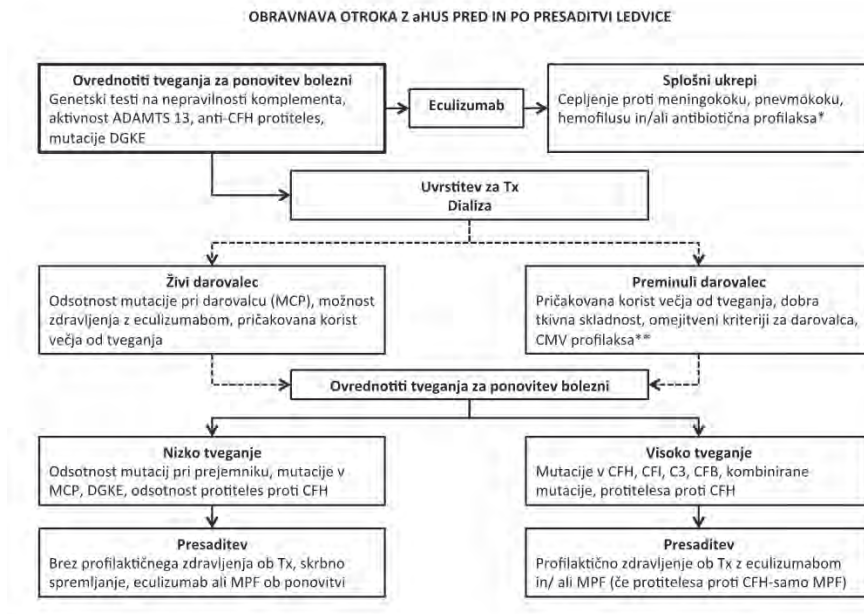 OBRAVNAVA OTROKA Z aHUS PRED IN PO PRESADITVI LEDVICE
Ovrednotiti tveganja za ponovitev bolezni
Genetski testi na nepravilnosti komplementa,
aktivnost ADAMTS 13, anti-CFH protiteles,
mutacije DGKE
Eculizumab
Splošni ukrepi
Cepljenje proti meningokoku, pnevmokoku,
hemofilusu in/ali antibiotična profilaksa*
Uvrstitev za Tx
Dializa
Živi darovalec
Odsotnost mutacije pri darovalcu (MCP), možnost
zdravljenja z eculizumabom, pričakovana korist
večja od tveganja
Preminuli darovalec
Pričakovana korist večja od tveganja, dobra
tkivna skladnost, omejitveni kriteriji za darovalca,
CMV profilaksa**
Ovrednotiti tveganja za ponovitev bolezni
Nizko tveganje
Odsotnost mutacij pri prejemniku, mutacije v
MCP, DGKE, odsotnost protiteles proti CFH
Visoko tveganje
Mutacije v CFH, CFI, C3, CFB, kombinirane
mutacije, protitelesa proti CFH
Presaditev
Brez profilaktičnega zdravljenja ob Tx, skrbno
spremljanje, eculizumab ali MPF ob ponovitvi
Presaditev
Profilaktično zdravljenje ob Tx z eculizumabom
in/ ali MPF (če protitelesa proti CFH-samo MPF)